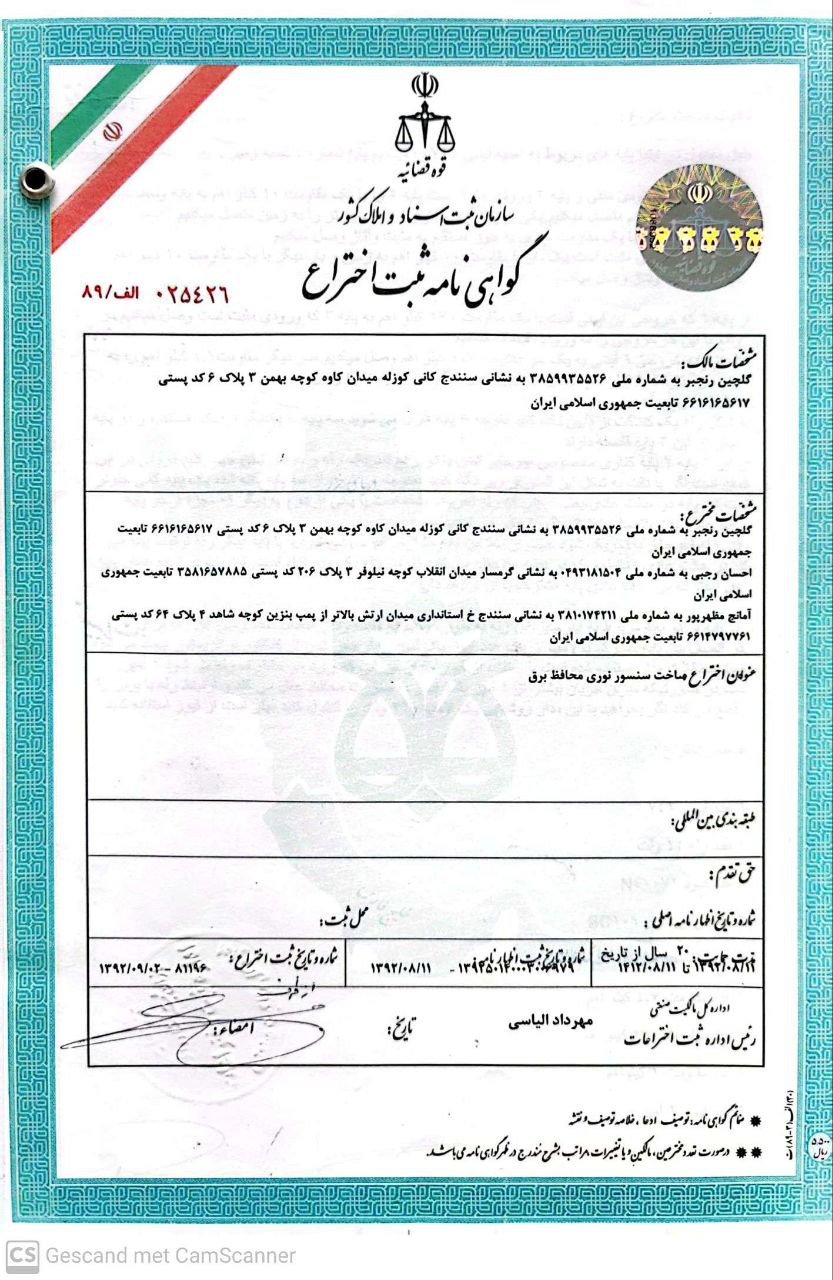 قوه قضائیه
سازمان ثبت اسناد و املاک کشور
گواهی نامه ثبت اختراع
۰۲۵۴۲۶ الف/۸۹
قوه قضائیه
مشخصات مالک:
گلچین رنجبر به شماره ملی ۳۸۵۹۹۳۵۵۲۶ به نشانی سنندج کانی کوزله میدان کاوه کوچه بهمن ۳ پلاک ۶ کد پستی
۶۶۱۶۱۶۵۶۱۷ تابعیت جمهوری اسلامی ایران
مشخصات مخترع:
گلچین رنجبر به شماره ملی ۳۸۵۹۹۳۵۵۲۶ به نشانی سنندج کانی کوزله میدان کاوه کوچه بهمن ۳ پلاک ۶ کد پستی ۶۶۱۶۱۶۵۶۱۷ تابعیت
جمهوری اسلامی ایران
احسان رجبی به شماره ملی ۰۴۹۳۱۸۱۵۰۴ به نشانی گرمسار میدان انقلاب کوچه نیلوفر ۳ پلاک ۲۰۶ کد پستی ۳۵۸۱۶۵۷۸۸۵ تابعیت جمهوری
اسلامی ایران
آمانج مظهرپور به شماره ملی ۳۸۱۰۱۷۴۲۱۱ به نشانی سنندج خ استانداری میدان ارتش بالاتر از پمپ بنزین کوچه شاهد ۴ پلاک ۶۴ کد پستی
۶۶۱۴۷۹۷۷۶۱ تابعیت جمهوری اسلامی ایران
عنوان اختراع: ساخت سنسور نوری محافظ برق
طبقه بندی بین المللی:
حق تقدم:
شماره و تاریخ اظهارنامه اصلی: محل ثبت:
مدت حمایت: ۲۰ سال از تاریخ شماره و تاریخ ثبت اظهارنامه: شماره و تاریخ ثبت اختراع:
۱۳۹۲/۰۸/۱۱ تا ۱۴۱۲/۰۸/۱۱ ۱۳۹۲/۰۸/۱۱ ۸۱۱۹۶ - ۱۳۹۲/۰۹/۰۲
اداره کل مالکیت صنعتی
رئیس اداره ثبت اختراعات مهرداد الیاسی تاریخ: امضاء:
* ضمائم گواهی نامه: توصیف، ادعا، خلاصه توصیف و نقشه
** درصورت تعدد مخترعین، مالکین و یا تغییرات مراتب بشرح مندرج در ظهر گواهی نامه می باشد.
۵۵۰۰
ریال
CS Gescand met CamScanner